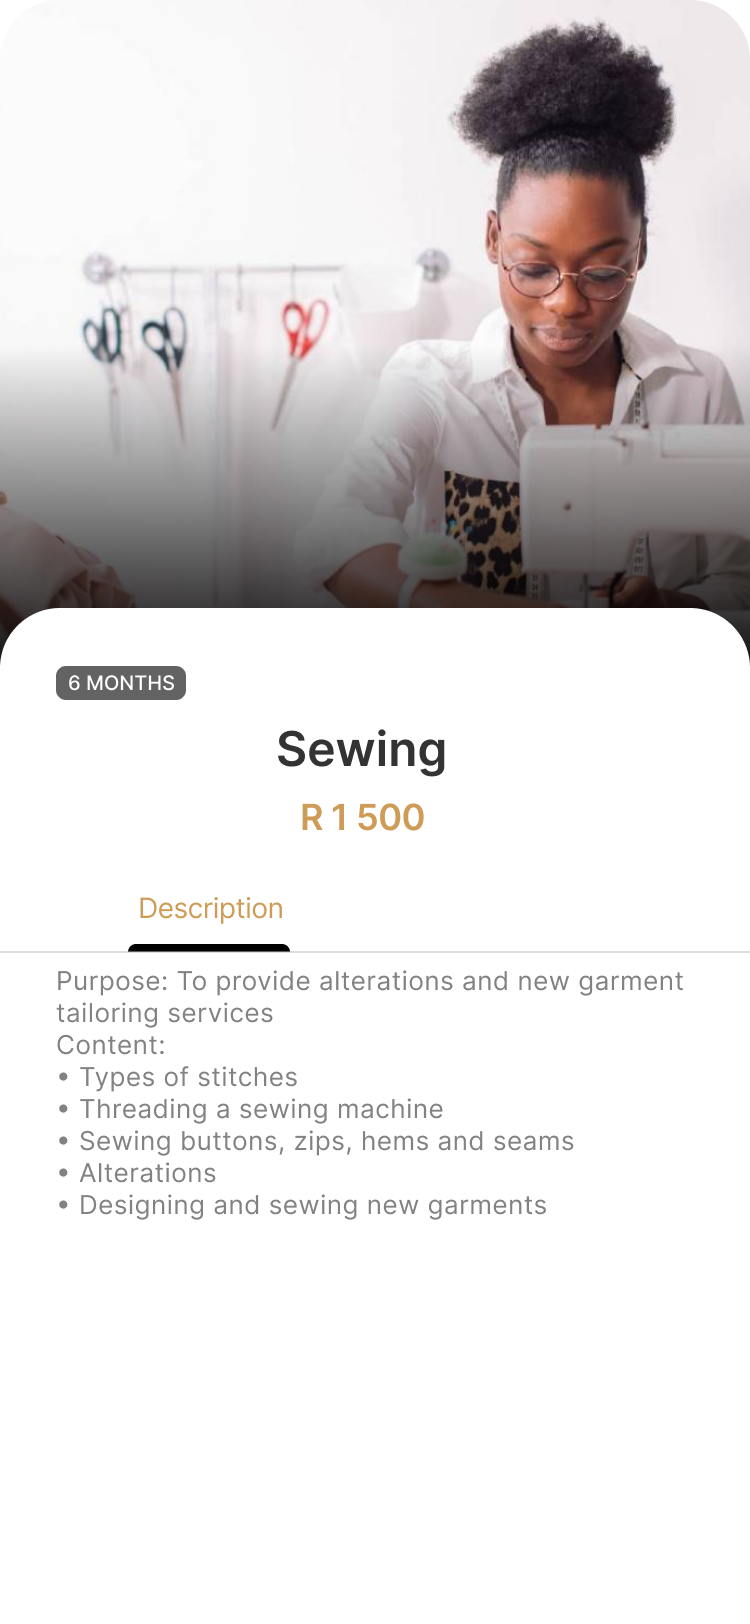 6 MONTHS
Sewing
R 1 500
Description
Purpose: To provide alterations and new garment
tailoring services
Content:
• Types of stitches
• Threading a sewing machine
• Sewing buttons, zips, hems and seams
• Alterations
• Designing and sewing new garments